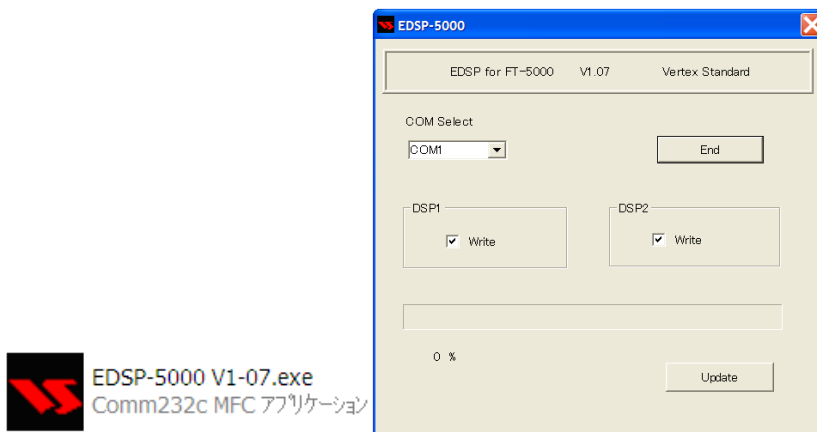 EDSP-5000
EDSP for FT-5000 V1.07 Vertex Standard
COM Select
COM1
End
DSP1
Write
DSP2
Write
0 %
Update
EDSP-5000 V1-07.exe
Comm232c MFC アプリケーション